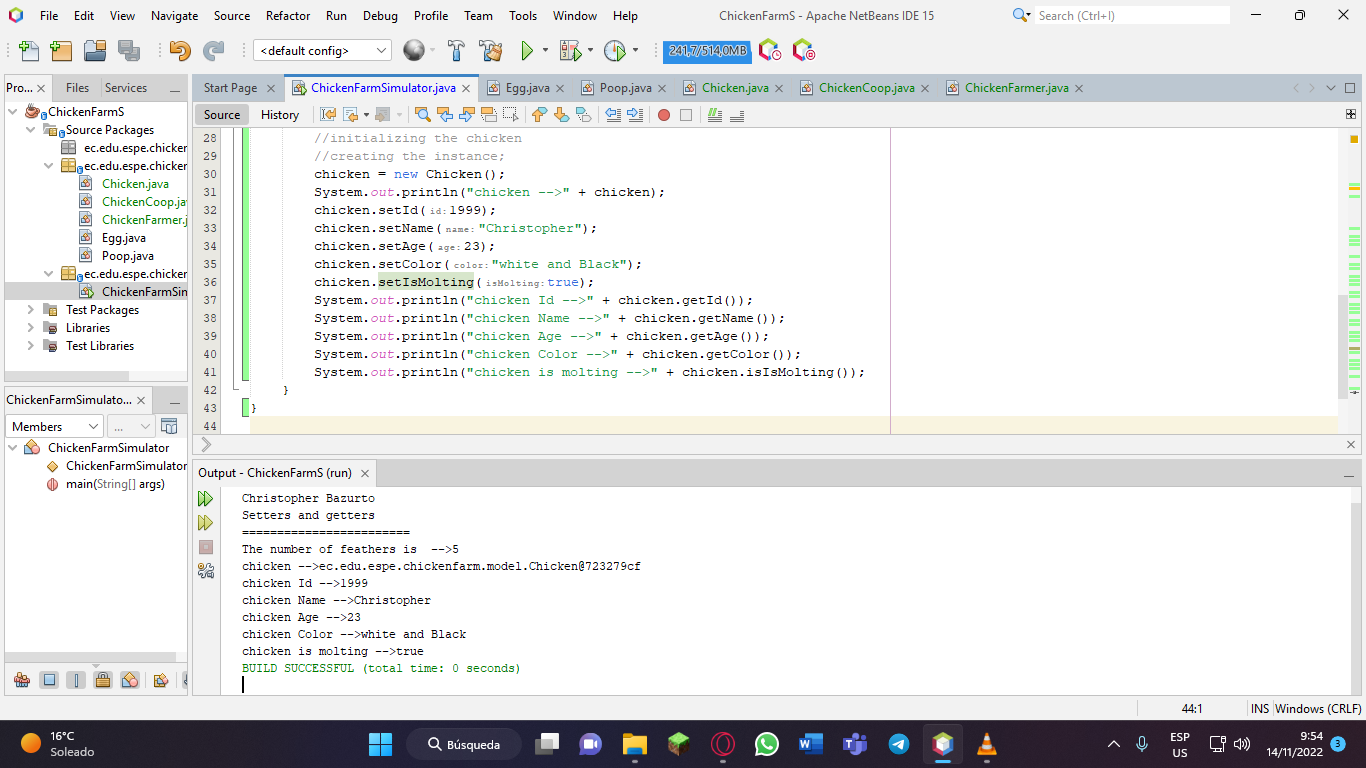 File Edit View Navigate Source Refactor Run Debug Profile Team Tools Window Help
ChickenFarmS - Apache NetBeans IDE 15
Search (Ctrl+I)
<default config>
241,7/514,0MB
Pro... Files Services
Start Page ChickenFarmSimulator.java Egg.java Poop.java Chicken.java ChickenCoop.java ChickenFarmer.java
Source History
ChickenFarmS
Source Packages
ec.edu.espe.chicken
ec.edu.espe.chicken
Chicken.java
ChickenCoop.ja
ChickenFarmer.j
Egg.java
Poop.java
ec.edu.espe.chicken
ChickenFarmSin
Test Packages
Libraries
Test Libraries
28 //initializing the chicken
29 //creating the instance;
30 chicken = new Chicken();
31 System.out.println("chicken -->" + chicken);
32 chicken.setId( id: 1999);
33 chicken.setName( name: "Christopher");
34 chicken.setAge( age: 23);
35 chicken.setColor( color: "white and Black");
36 chicken.setIsMolting( isMolting: true);
37 System.out.println("chicken Id -->" + chicken.getId());
38 System.out.println("chicken Name -->" + chicken.getName());
39 System.out.println("chicken Age -->" + chicken.getAge());
40 System.out.println("chicken Color -->" + chicken.getColor());
41 System.out.println("chicken is molting -->" + chicken.isIsMolting());
42 }
43 }
44
ChickenFarmSimulato...
Members ...
ChickenFarmSimulator
ChickenFarmSimulator
main(String[] args)
Output - ChickenFarmS (run)
Christopher Bazurto
Setters and getters
========================
The number of feathers is  -->5
chicken -->ec.edu.espe.chickenfarm.model.Chicken@723279cf
chicken Id -->1999
chicken Name -->Christopher
chicken Age -->23
chicken Color -->white and Black
chicken is molting -->true
BUILD SUCCESSFUL (total time: 0 seconds)
44:1 INS Windows (CRLF)
16°C
Soleado
Búsqueda
ESP
US
9:54
14/11/2022
3